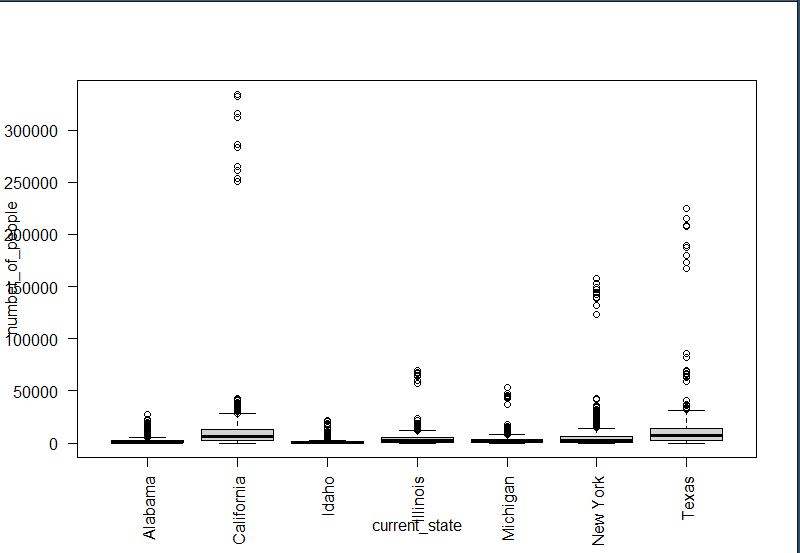 number_of_people
300000
250000
200000
150000
100000
50000
0
Alabama
California
Idaho
Illinois
Michigan
New York
Texas
current_state